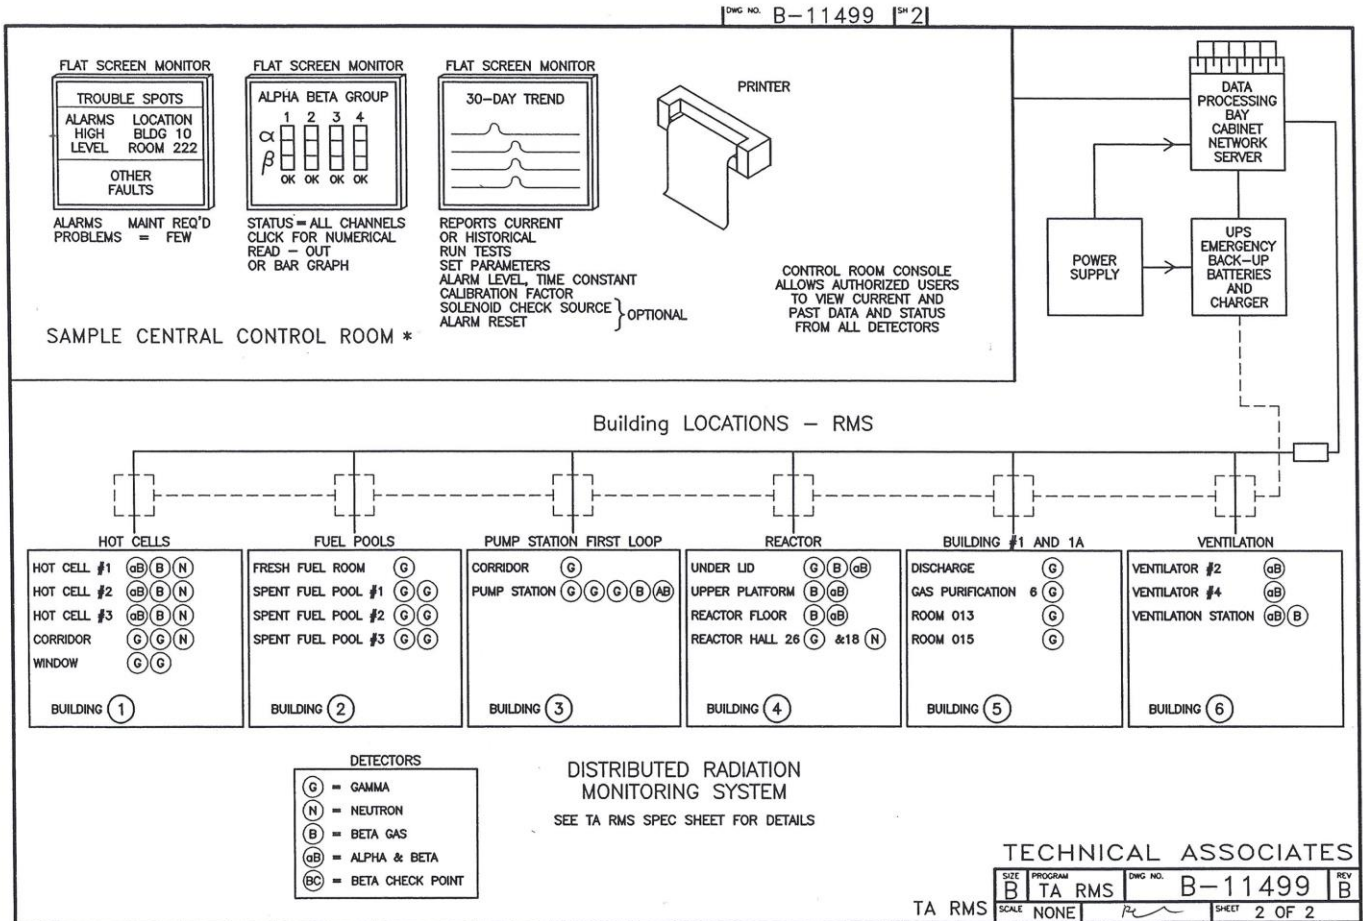 DWG NO. B-11499 SH 2
FLAT SCREEN MONITOR
TROUBLE SPOTS
ALARMS LOCATION
HIGH BLDG 10
LEVEL ROOM 222
OTHER
FAULTS
ALARMS MAINT REQ'D
PROBLEMS = FEW
FLAT SCREEN MONITOR
ALPHA BETA GROUP
1 2 3 4
α
β
OK OK OK OK
STATUS = ALL CHANNELS
CLICK FOR NUMERICAL
READ - OUT
OR BAR GRAPH
FLAT SCREEN MONITOR
30-DAY TREND
REPORTS CURRENT
OR HISTORICAL
RUN TESTS
SET PARAMETERS
ALARM LEVEL, TIME CONSTANT
CALIBRATION FACTOR
SOLENOID CHECK SOURCE
ALARM RESET
} OPTIONAL
PRINTER
CONTROL ROOM CONSOLE
ALLOWS AUTHORIZED USERS
TO VIEW CURRENT AND
PAST DATA AND STATUS
FROM ALL DETECTORS
SAMPLE CENTRAL CONTROL ROOM *
DATA
PROCESSING
BAY
CABINET
NETWORK
SERVER
POWER
SUPPLY
UPS
EMERGENCY
BACK-UP
BATTERIES
AND
CHARGER
Building LOCATIONS - RMS
HOT CELLS
HOT CELL #1 aB B N
HOT CELL #2 aB B N
HOT CELL #3 aB B N
CORRIDOR G G N
WINDOW G G
BUILDING 1
FUEL POOLS
FRESH FUEL ROOM G
SPENT FUEL POOL #1 G G
SPENT FUEL POOL #2 G G
SPENT FUEL POOL #3 G G
BUILDING 2
PUMP STATION FIRST LOOP
CORRIDOR G
PUMP STATION G G G B AB
BUILDING 3
REACTOR
UNDER LID G B aB
UPPER PLATFORM B aB
REACTOR FLOOR B aB
REACTOR HALL 26 G &18 N
BUILDING 4
BUILDING #1 AND 1A
DISCHARGE G
GAS PURIFICATION 6 G
ROOM 013 G
ROOM 015 G
BUILDING 5
VENTILATION
VENTILATOR #2 aB
VENTILATOR #4 aB
VENTILATION STATION aB B
BUILDING 6
DETECTORS
G = GAMMA
N = NEUTRON
B = BETA GAS
aB = ALPHA & BETA
BC = BETA CHECK POINT
DISTRIBUTED RADIATION
MONITORING SYSTEM
SEE TA RMS SPEC SHEET FOR DETAILS
TECHNICAL ASSOCIATES
SIZE B PROGRAM TA RMS DWG NO. B-11499 REV B
TA RMS SCALE NONE SHEET 2 OF 2